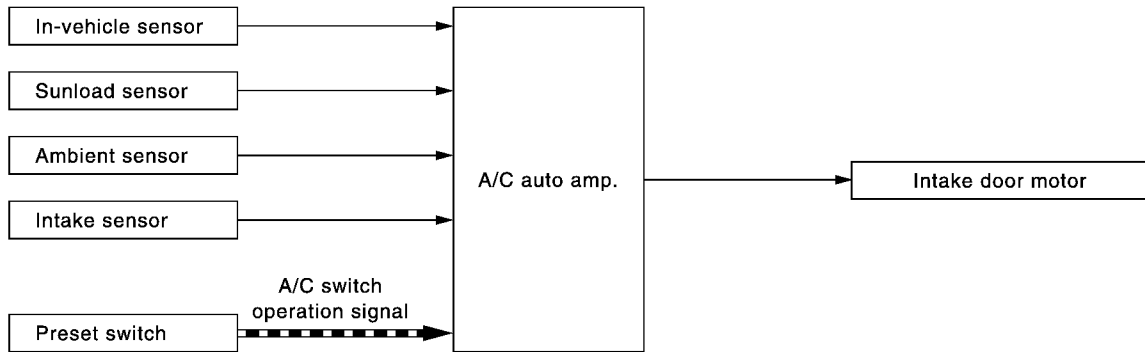 In-vehicle sensor
Sunload sensor
Ambient sensor
Intake sensor
A/C switch
operation signal
Preset switch
A/C auto amp.
Intake door motor